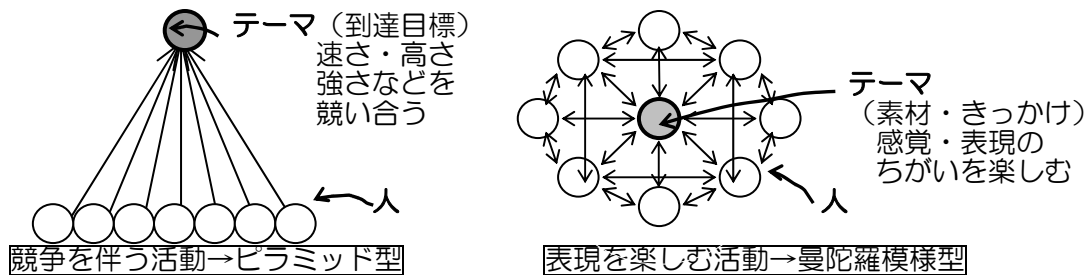 テーマ（到達目標）
速さ・高さ
強さなどを
競い合う
人
競争を伴う活動→ピラミッド型
テーマ
（素材・きっかけ）
感覚・表現の
ちがいを楽しむ
人
表現を楽しむ活動→曼陀羅模様型